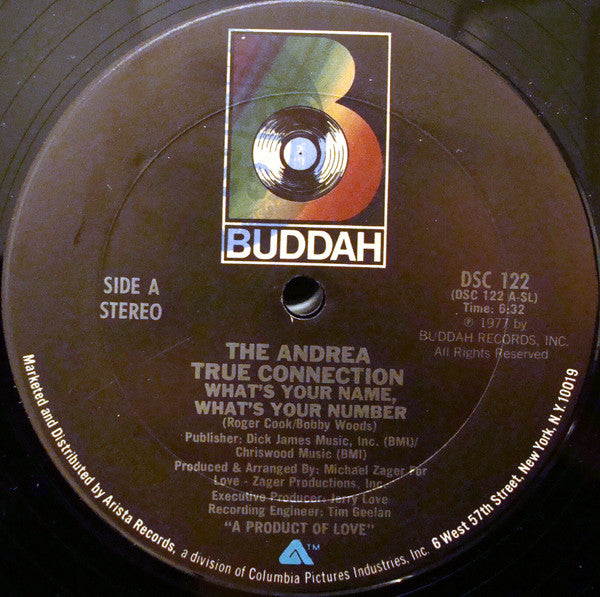 BUDDAH
SIDE A
STEREO
DSC 122
(DSC 122 A-SL)
Time: 6:32
℗ 1977 by
BUDDAH RECORDS, INC.
All Rights Reserved
THE ANDREA
TRUE CONNECTION
WHAT'S YOUR NAME,
WHAT'S YOUR NUMBER
(Roger Cook/Bobby Woods)
Publisher: Dick James Music, Inc. (BMI)/
Chriswood Music (BMI)
Produced & Arranged By: Michael Zager For
Love - Zager Productions, Inc.
Executive Producer: Jerry Love
Recording Engineer: Tim Geelan
"A PRODUCT OF LOVE"
TM
Marketed and Distributed by Arista Records, a division of Columbia Pictures Industries, Inc. 6 West 57th Street, New York, N.Y. 10019